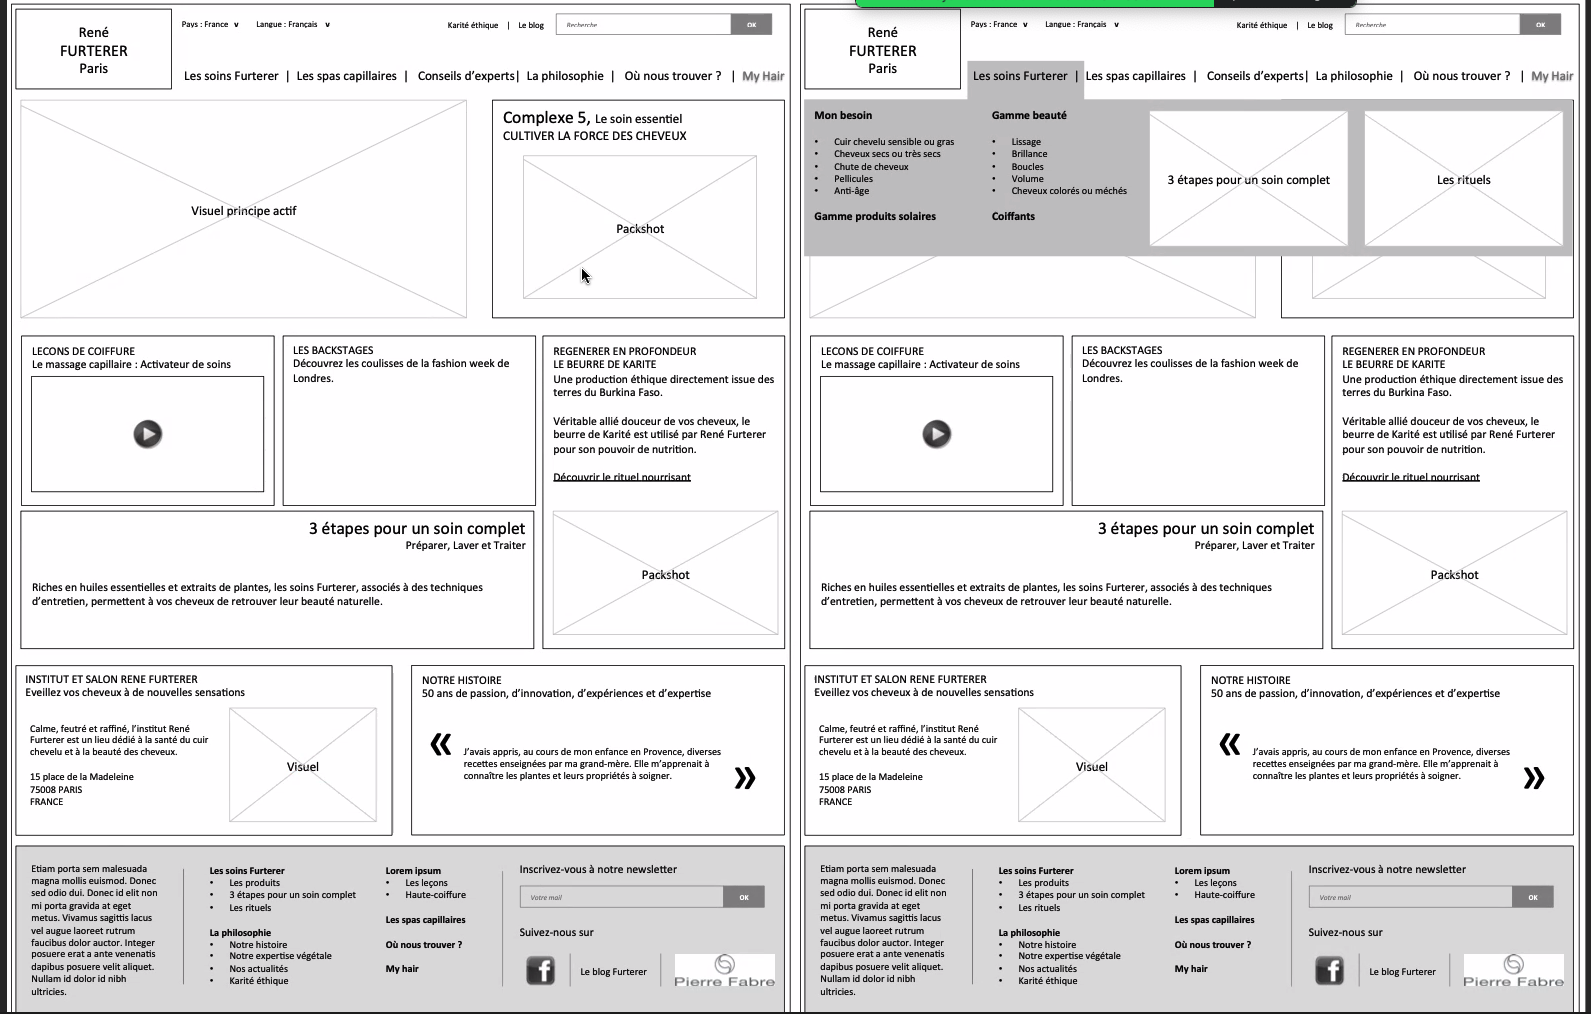 René
FURTERER
Paris
Pays : France v
Langue : Français v
Karité éthique | Le blog
Recherche
OK
Les soins Furterer | Les spas capillaires | Conseils d'experts| La philosophie | Où nous trouver ? | My Hair
Visuel principe actif
Complexe 5, Le soin essentiel
CULTIVER LA FORCE DES CHEVEUX
Packshot
LECONS DE COIFFURE
Le massage capillaire : Activateur de soins
LES BACKSTAGES
Découvrez les coulisses de la fashion week de
Londres.
REGENERER EN PROFONDEUR
LE BEURRE DE KARITE
Une production éthique directement issue des
terres du Burkina Faso.
Véritable allié douceur de vos cheveux, le
beurre de Karité est utilisé par René Furterer
pour son pouvoir de nutrition.
Découvrir le rituel nourrisant
Packshot
3 étapes pour un soin complet
Préparer, Laver et Traiter
Riches en huiles essentielles et extraits de plantes, les soins Furterer, associés à des techniques
d'entretien, permettent à vos cheveux de retrouver leur beauté naturelle.
INSTITUT ET SALON RENE FURTERER
Eveillez vos cheveux à de nouvelles sensations
Calme, feutré et raffiné, l'institut René
Furterer est un lieu dédié à la santé du cuir
chevelu et à la beauté des cheveux.
15 place de la Madeleine
75008 PARIS
FRANCE
Visuel
NOTRE HISTOIRE
50 ans de passion, d'innovation, d'expériences et d'expertise
«
J'avais appris, au cours de mon enfance en Provence, diverses
recettes enseignées par ma grand-mère. Elle m'apprenait à
connaître les plantes et leurs propriétés à soigner.
»
Etiam porta sem malesuada
magna mollis euismod. Donec
sed odio dui. Donec id elit non
mi porta gravida at eget
metus. Vivamus sagittis lacus
vel augue laoreet rutrum
faucibus dolor auctor. Integer
posuere erat a ante venenatis
dapibus posuere velit aliquet.
Nullam id dolor id nibh
ultricies.
Les soins Furterer
• Les produits
• 3 étapes pour un soin complet
• Les rituels
La philosophie
• Notre histoire
• Notre expertise végétale
• Nos actualités
• Karité éthique
Lorem ipsum
• Les leçons
• Haute-coiffure
Les spas capillaires
Où nous trouver ?
My hair
Inscrivez-vous à notre newsletter
Votre mail
OK
Suivez-nous sur
f
Le blog Furterer
Pierre Fabre
René
FURTERER
Paris
Pays : France v
Langue : Français v
Karité éthique | Le blog
Recherche
OK
Les soins Furterer | Les spas capillaires | Conseils d'experts| La philosophie | Où nous trouver ? | My Hair
Mon besoin
• Cuir chevelu sensible ou gras
• Cheveux secs ou très secs
• Chute de cheveux
• Pellicules
• Anti-âge
Gamme produits solaires
Gamme beauté
• Lissage
• Brillance
• Boucles
• Volume
• Cheveux colorés ou méchés
Coiffants
3 étapes pour un soin complet
Les rituels
LECONS DE COIFFURE
Le massage capillaire : Activateur de soins
LES BACKSTAGES
Découvrez les coulisses de la fashion week de
Londres.
REGENERER EN PROFONDEUR
LE BEURRE DE KARITE
Une production éthique directement issue des
terres du Burkina Faso.
Véritable allié douceur de vos cheveux, le
beurre de Karité est utilisé par René Furterer
pour son pouvoir de nutrition.
Découvrir le rituel nourrisant
Packshot
3 étapes pour un soin complet
Préparer, Laver et Traiter
Riches en huiles essentielles et extraits de plantes, les soins Furterer, associés à des techniques
d'entretien, permettent à vos cheveux de retrouver leur beauté naturelle.
INSTITUT ET SALON RENE FURTERER
Eveillez vos cheveux à de nouvelles sensations
Calme, feutré et raffiné, l'institut René
Furterer est un lieu dédié à la santé du cuir
chevelu et à la beauté des cheveux.
15 place de la Madeleine
75008 PARIS
FRANCE
Visuel
NOTRE HISTOIRE
50 ans de passion, d'innovation, d'expériences et d'expertise
«
J'avais appris, au cours de mon enfance en Provence, diverses
recettes enseignées par ma grand-mère. Elle m'apprenait à
connaître les plantes et leurs propriétés à soigner.
»
Etiam porta sem malesuada
magna mollis euismod. Donec
sed odio dui. Donec id elit non
mi porta gravida at eget
metus. Vivamus sagittis lacus
vel augue laoreet rutrum
faucibus dolor auctor. Integer
posuere erat a ante venenatis
dapibus posuere velit aliquet.
Nullam id dolor id nibh
ultricies.
Les soins Furterer
• Les produits
• 3 étapes pour un soin complet
• Les rituels
La philosophie
• Notre histoire
• Notre expertise végétale
• Nos actualités
• Karité éthique
Lorem ipsum
• Les leçons
• Haute-coiffure
Les spas capillaires
Où nous trouver ?
My hair
Inscrivez-vous à notre newsletter
Votre mail
OK
Suivez-nous sur
f
Le blog Furterer
Pierre Fabre